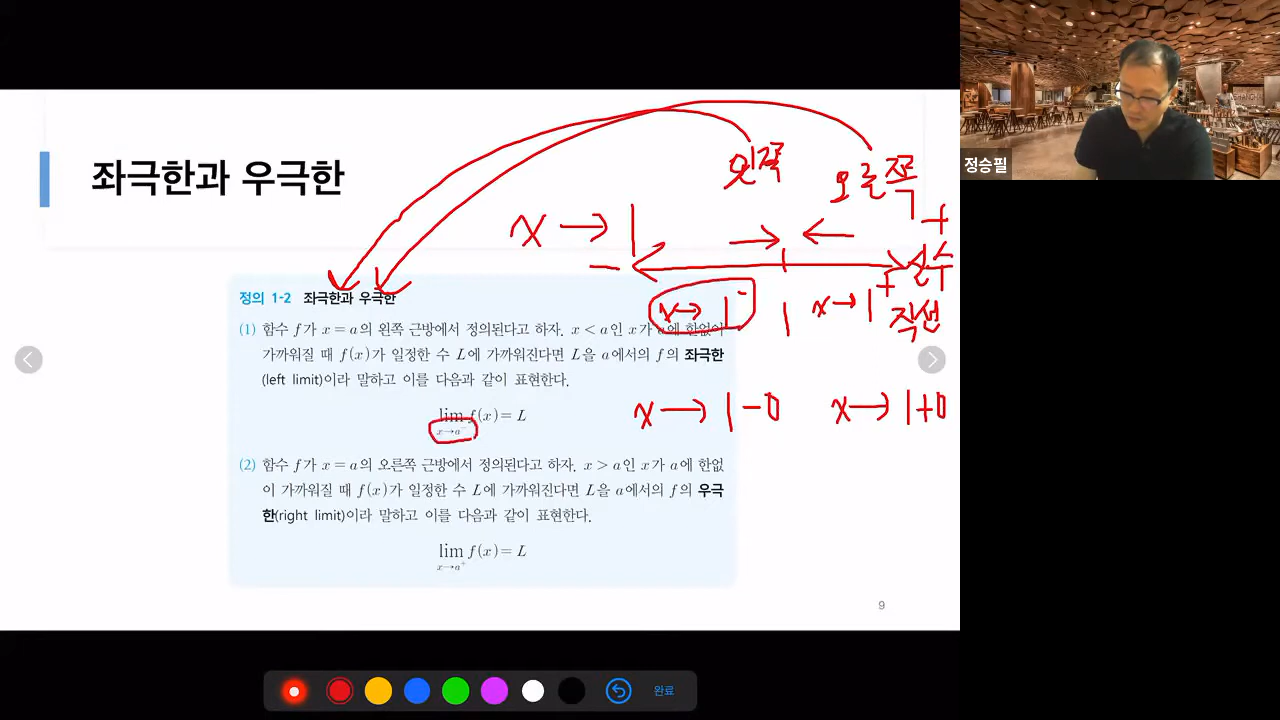 좌극한과 우극한
왼쪽
오른쪽
x → 1
− +
실수
직선
x → 1⁻
1
x → 1⁺
x → 1−0
x → 1+0
정의 1-2 좌극한과 우극한
(1) 함수 f가 x = a의 왼쪽 근방에서 정의된다고 하자. x < a인 x가 a에 한없이
가까워질 때 f(x)가 일정한 수 L에 가까워진다면 L을 a에서의 f의 좌극한
(left limit)이라 말하고 이를 다음과 같이 표현한다.
lim f(x) = L
x→a⁻
(2) 함수 f가 x = a의 오른쪽 근방에서 정의된다고 하자. x > a인 x가 a에 한없
이 가까워질 때 f(x)가 일정한 수 L에 가까워진다면 L을 a에서의 f의 우극
한(right limit)이라 말하고 이를 다음과 같이 표현한다.
lim f(x) = L
x→a⁺
9
정승필
완료